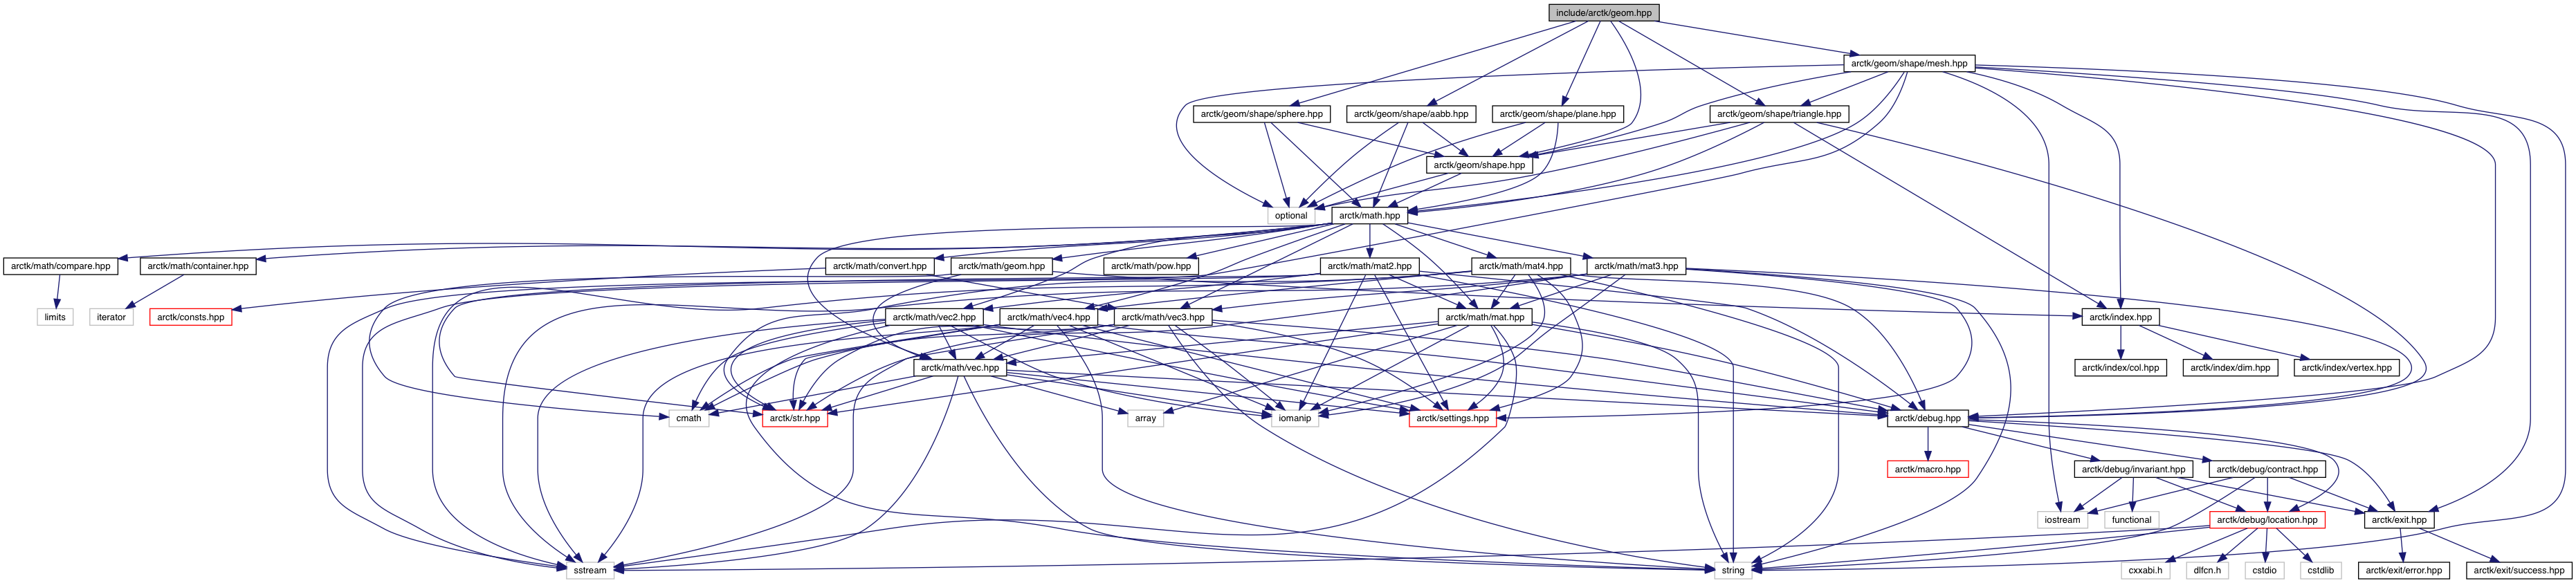 include/arctk/geom.hpp
arctk/geom/shape/mesh.hpp
arctk/geom/shape/sphere.hpp
arctk/geom/shape/aabb.hpp
arctk/geom/shape/plane.hpp
arctk/geom/shape/triangle.hpp
arctk/geom/shape.hpp
optional
arctk/math.hpp
arctk/math/compare.hpp
arctk/math/container.hpp
arctk/math/convert.hpp
arctk/math/geom.hpp
arctk/math/pow.hpp
arctk/math/mat2.hpp
arctk/math/mat4.hpp
arctk/math/mat3.hpp
limits
iterator
arctk/consts.hpp
arctk/math/vec2.hpp
arctk/math/vec4.hpp
arctk/math/vec3.hpp
arctk/math/mat.hpp
arctk/index.hpp
arctk/math/vec.hpp
arctk/index/col.hpp
arctk/index/dim.hpp
arctk/index/vertex.hpp
cmath
arctk/str.hpp
array
iomanip
arctk/settings.hpp
arctk/debug.hpp
arctk/macro.hpp
arctk/debug/invariant.hpp
arctk/debug/contract.hpp
iostream
functional
arctk/debug/location.hpp
arctk/exit.hpp
sstream
string
cxxabi.h
dlfcn.h
cstdio
cstdlib
arctk/exit/error.hpp
arctk/exit/success.hpp